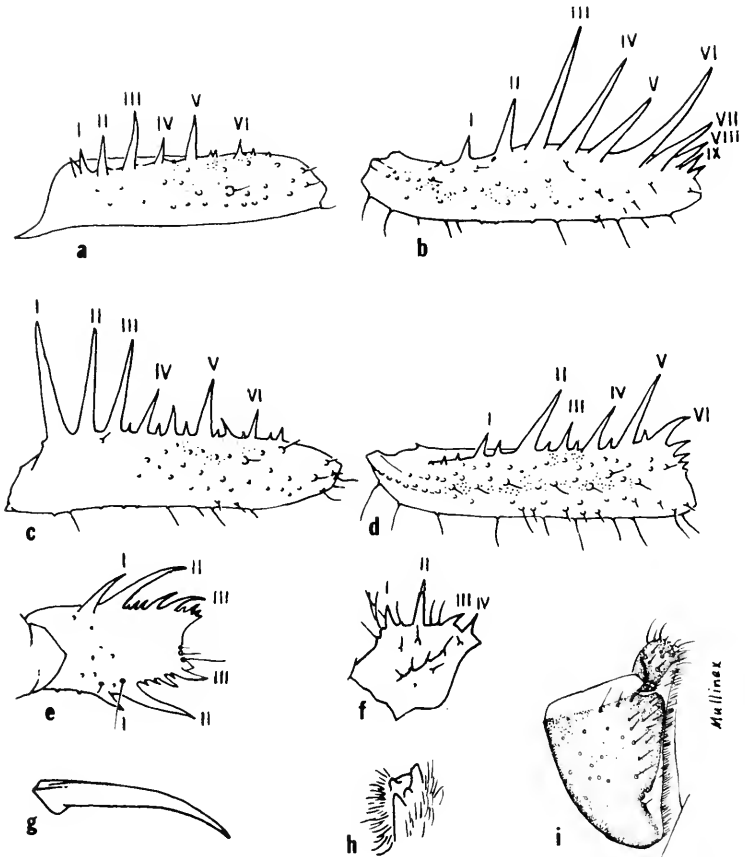 I II III IV V VI
a
I II III IV V VI VII VIII IX
b
I II III IV V VI
c
I II III IV V VI
d
I II III
III
I II
e
I II III IV
f
g
h
i
Mullinex